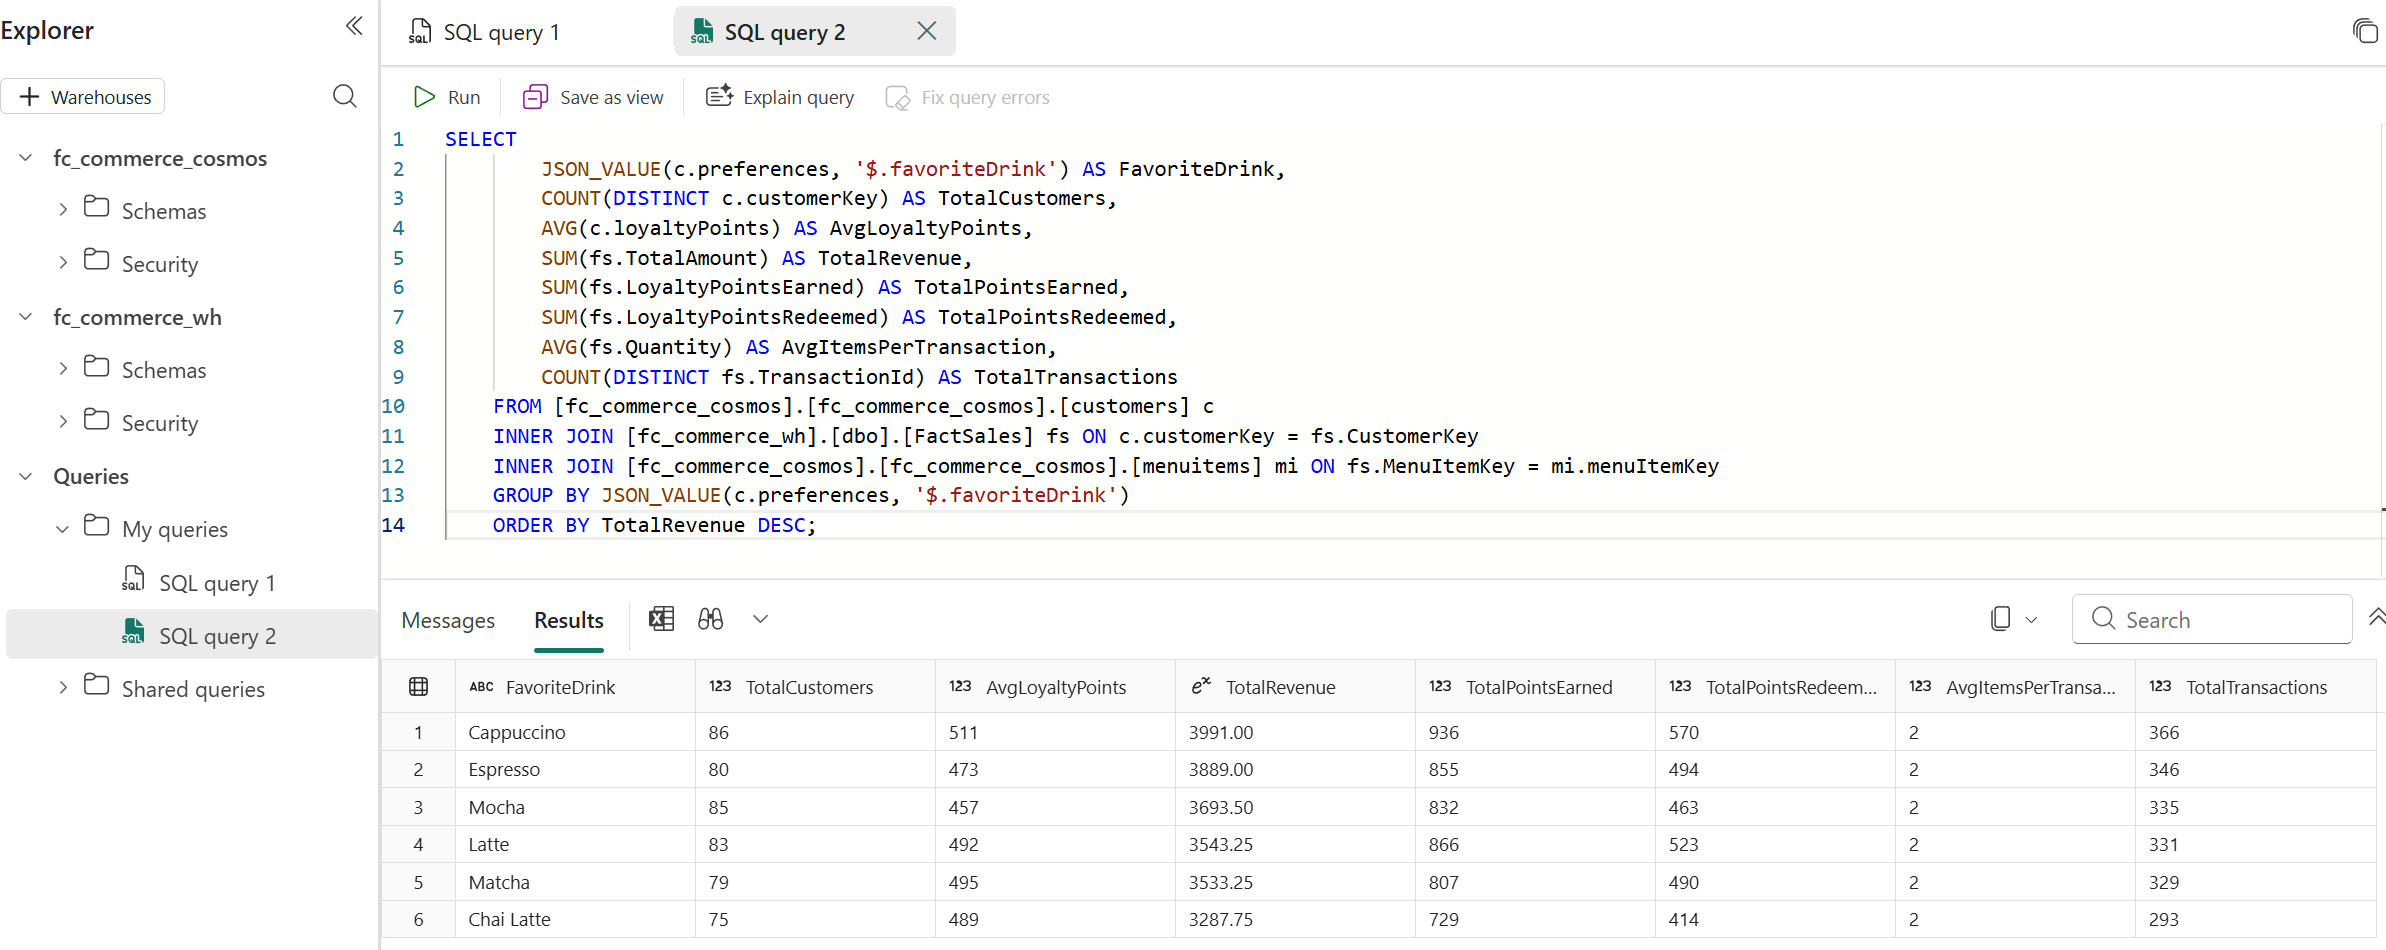 Explorer
Warehouses
fc_commerce_cosmos
Schemas
Security
fc_commerce_wh
Schemas
Security
Queries
My queries
SQL query 1
SQL query 2
Shared queries
SQL query 1
SQL query 2
Run
Save as view
Explain query
Fix query errors
1 SELECT
2 JSON_VALUE(c.preferences, '$.favoriteDrink') AS FavoriteDrink,
3 COUNT(DISTINCT c.customerKey) AS TotalCustomers,
4 AVG(c.loyaltyPoints) AS AvgLoyaltyPoints,
5 SUM(fs.TotalAmount) AS TotalRevenue,
6 SUM(fs.LoyaltyPointsEarned) AS TotalPointsEarned,
7 SUM(fs.LoyaltyPointsRedeemed) AS TotalPointsRedeemed,
8 AVG(fs.Quantity) AS AvgItemsPerTransaction,
9 COUNT(DISTINCT fs.TransactionId) AS TotalTransactions
10 FROM [fc_commerce_cosmos].[fc_commerce_cosmos].[customers] c
11 INNER JOIN [fc_commerce_wh].[dbo].[FactSales] fs ON c.customerKey = fs.CustomerKey
12 INNER JOIN [fc_commerce_cosmos].[fc_commerce_cosmos].[menuitems] mi ON fs.MenuItemKey = mi.menuItemKey
13 GROUP BY JSON_VALUE(c.preferences, '$.favoriteDrink')
14 ORDER BY TotalRevenue DESC;
Messages Results Search
ABC FavoriteDrink 123 TotalCustomers 123 AvgLoyaltyPoints eˣ TotalRevenue 123 TotalPointsEarned 123 TotalPointsRedeem... 123 AvgItemsPerTransa... 123 TotalTransactions
1 Cappuccino 86 511 3991.00 936 570 2 366
2 Espresso 80 473 3889.00 855 494 2 346
3 Mocha 85 457 3693.50 832 463 2 335
4 Latte 83 492 3543.25 866 523 2 331
5 Matcha 79 495 3533.25 807 490 2 329
6 Chai Latte 75 489 3287.75 729 414 2 293